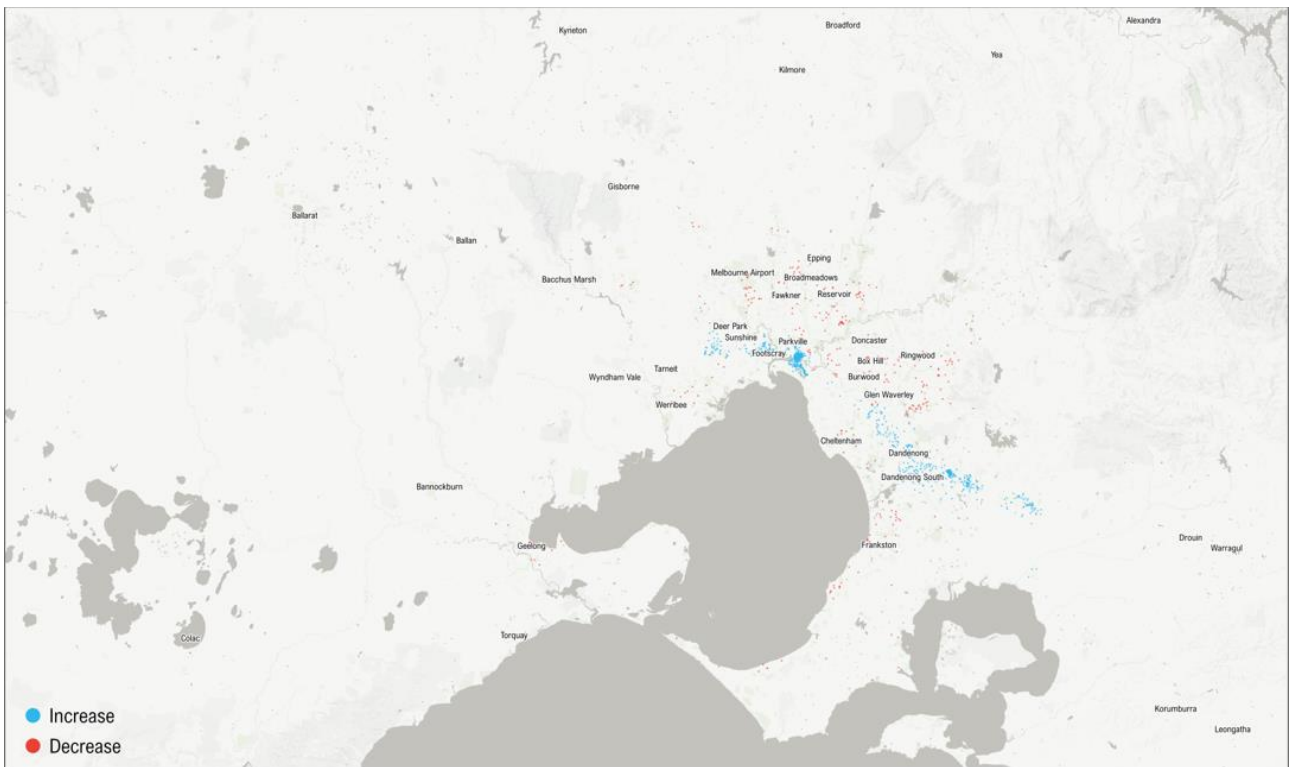 Alexandra
Broadford
Kyneton
Yea
Kilmore
Gisborne
Ballarat
Ballan
Epping
Melbourne Airport
Broadmeadows
Bacchus Marsh
Fawkner
Reservoir
Deer Park
Sunshine
Parkville
Doncaster
Footscray
Box Hill
Ringwood
Tarneit
Wyndham Vale
Burwood
Glen Waverley
Werribee
Cheltenham
Dandenong
Dandenong South
Bannockburn
Drouin
Geelong
Frankston
Warragul
Torquay
Colac
Korumburra
Increase
Leongatha
Decrease